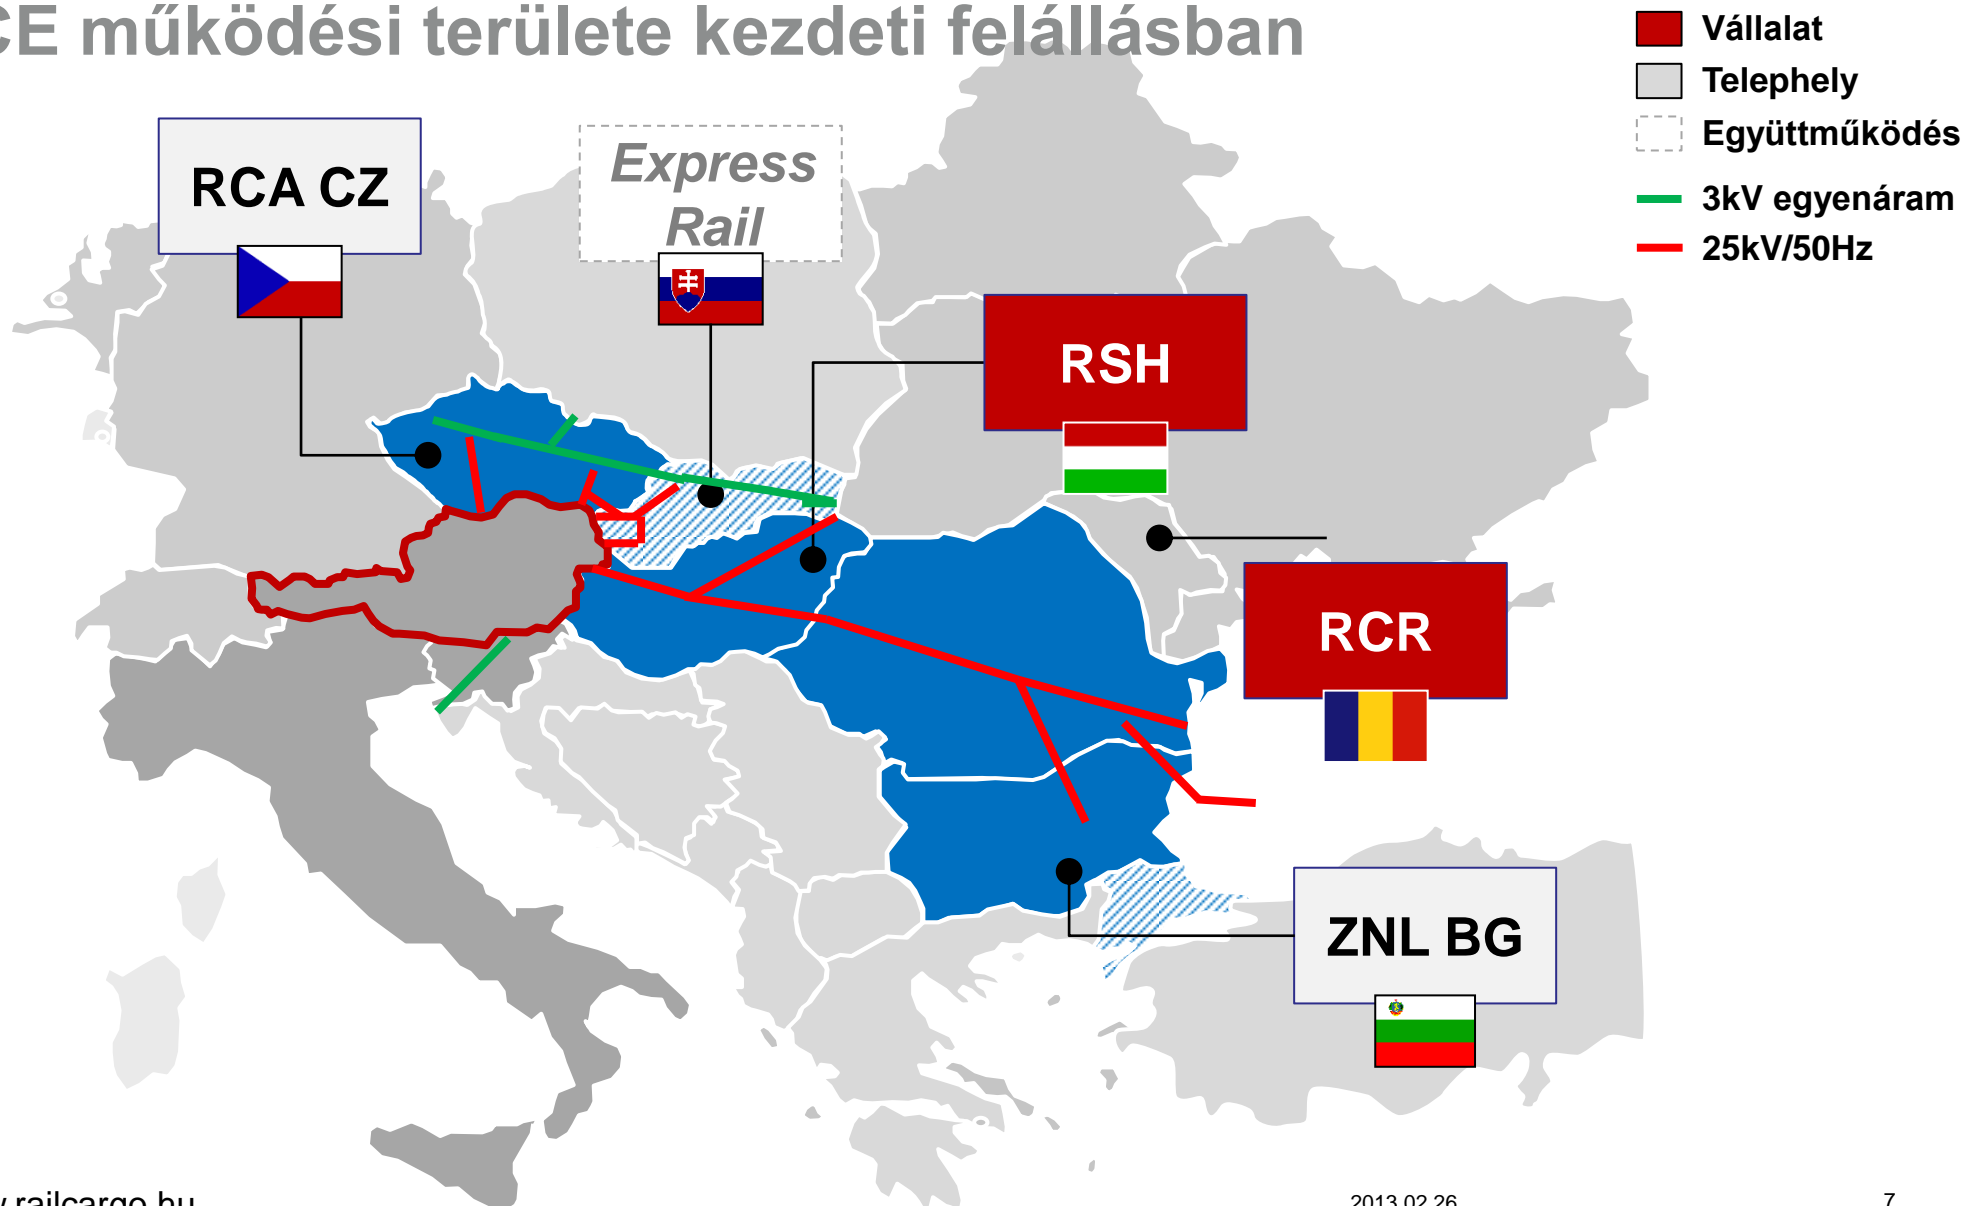 CE működési területe kezdeti felállásban
Vállalat
Telephely
Együttműködés
3kV egyenáram
25kV/50Hz
RCA CZ
Express
Rail
RSH
RCR
ZNL BG
railcargo.hu
2013.02.26
7